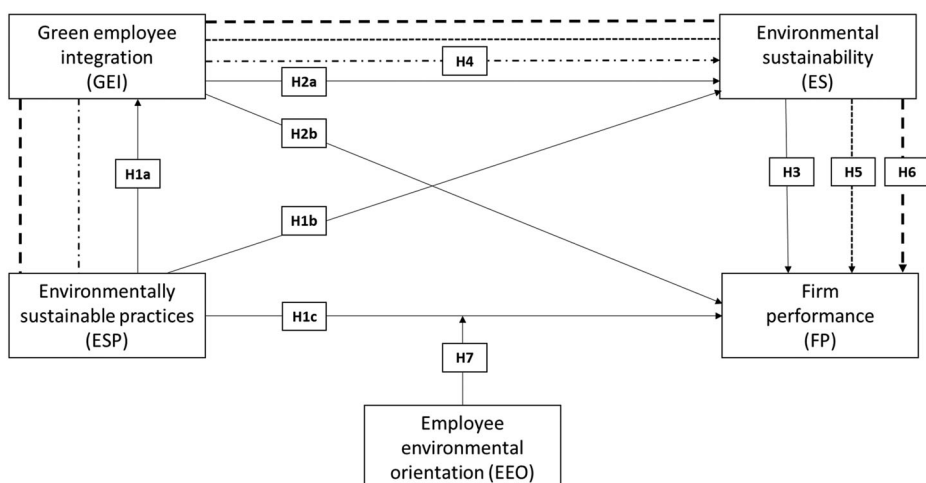 Green employee
integration
(GEI)
Environmental
sustainability
(ES)
H4
H2a
H2b
H1a
H3
H5
H6
H1b
Environmentally
sustainable practices
(ESP)
H1c
Firm
performance
(FP)
H7
Employee
environmental
orientation (EEO)